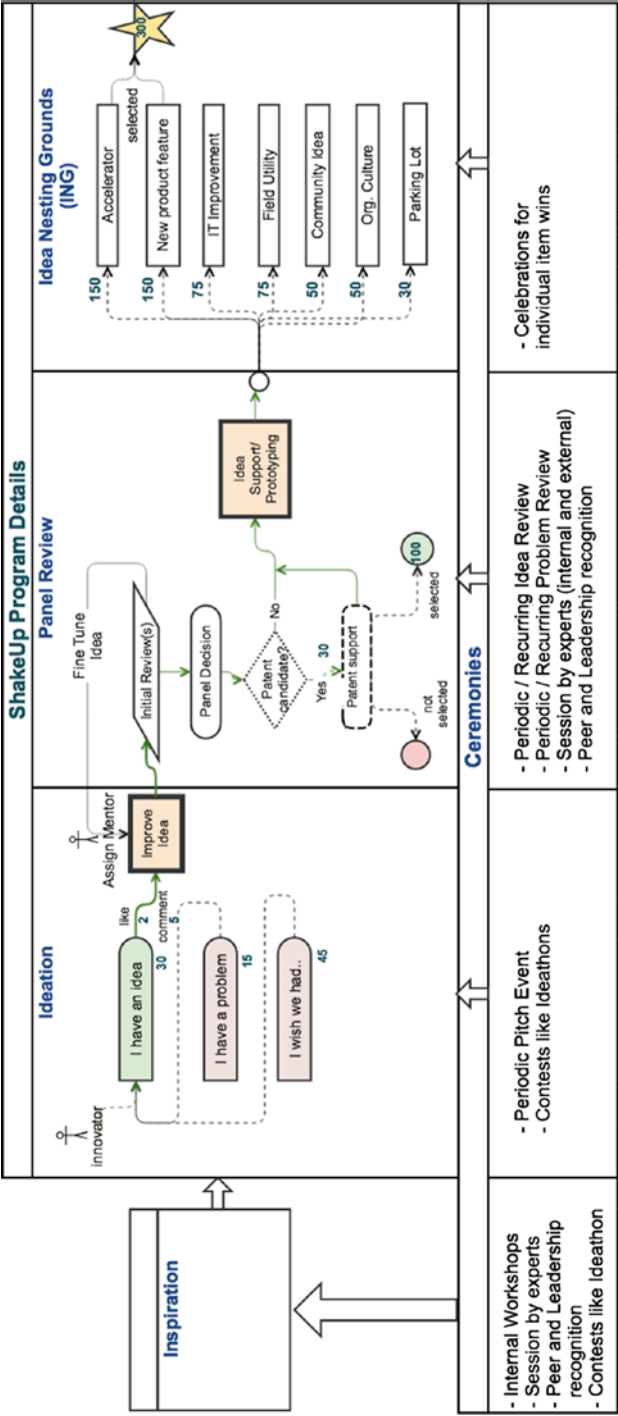 ShakeUp Program Details
Inspiration
Ideation
innovator
I have an idea
30
I have a problem
15
I wish we had..
45
like
2
comment
5
Assign Mentor
Improve
Idea
Panel Review
Fine Tune
Idea
Initial Review(s)
Panel Decision
Patent
candidate?
No
Yes
30
Patent support
not
selected
selected
100
Idea
Support/
Prototyping
Idea Nesting Grounds
(ING)
150
Accelerator
150
New product feature
75
IT Improvement
75
Field Utility
50
Community Idea
50
Org. Culture
30
Parking Lot
selected
300
Ceremonies
- Internal Workshops
- Session by experts
- Peer and Leadership
recognition
- Contests like Ideathon
- Periodic Pitch Event
- Contests like Ideathons
- Periodic / Recurring Idea Review
- Periodic / Recurring Problem Review
- Session by experts (internal and external)
- Peer and Leadership recognition
- Celebrations for
individual item wins